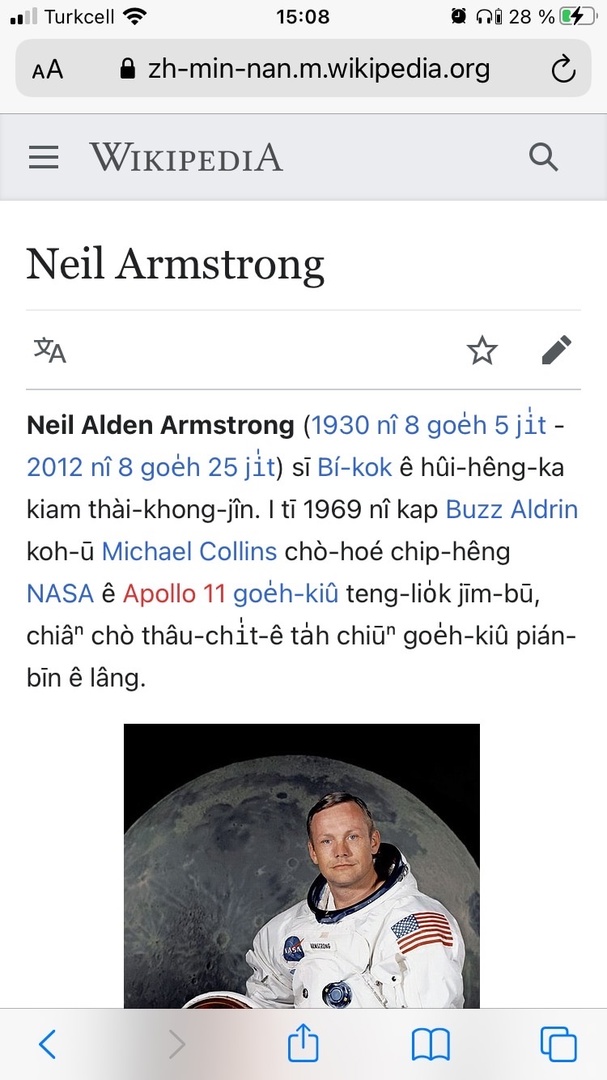 Turkcell 15:08 28 %
AA zh-min-nan.m.wikipedia.org
WIKIPEDIA
Neil Armstrong
文A
Neil Alden Armstrong (1930 nî 8 goe̍h 5 ji̍t -
2012 nî 8 goe̍h 25 ji̍t) sī Bí-kok ê hûi-hêng-ka
kiam thài-khong-jîn. I tī 1969 nî kap Buzz Aldrin
koh-ū Michael Collins chò-hoé chip-hêng
NASA ê Apollo 11 goe̍h-kiû teng-lio̍k jīm-bū,
chiâⁿ chò thâu-chi̍t-ê ta̍h chiūⁿ goe̍h-kiû pián-
bīn ê lâng.
NASA